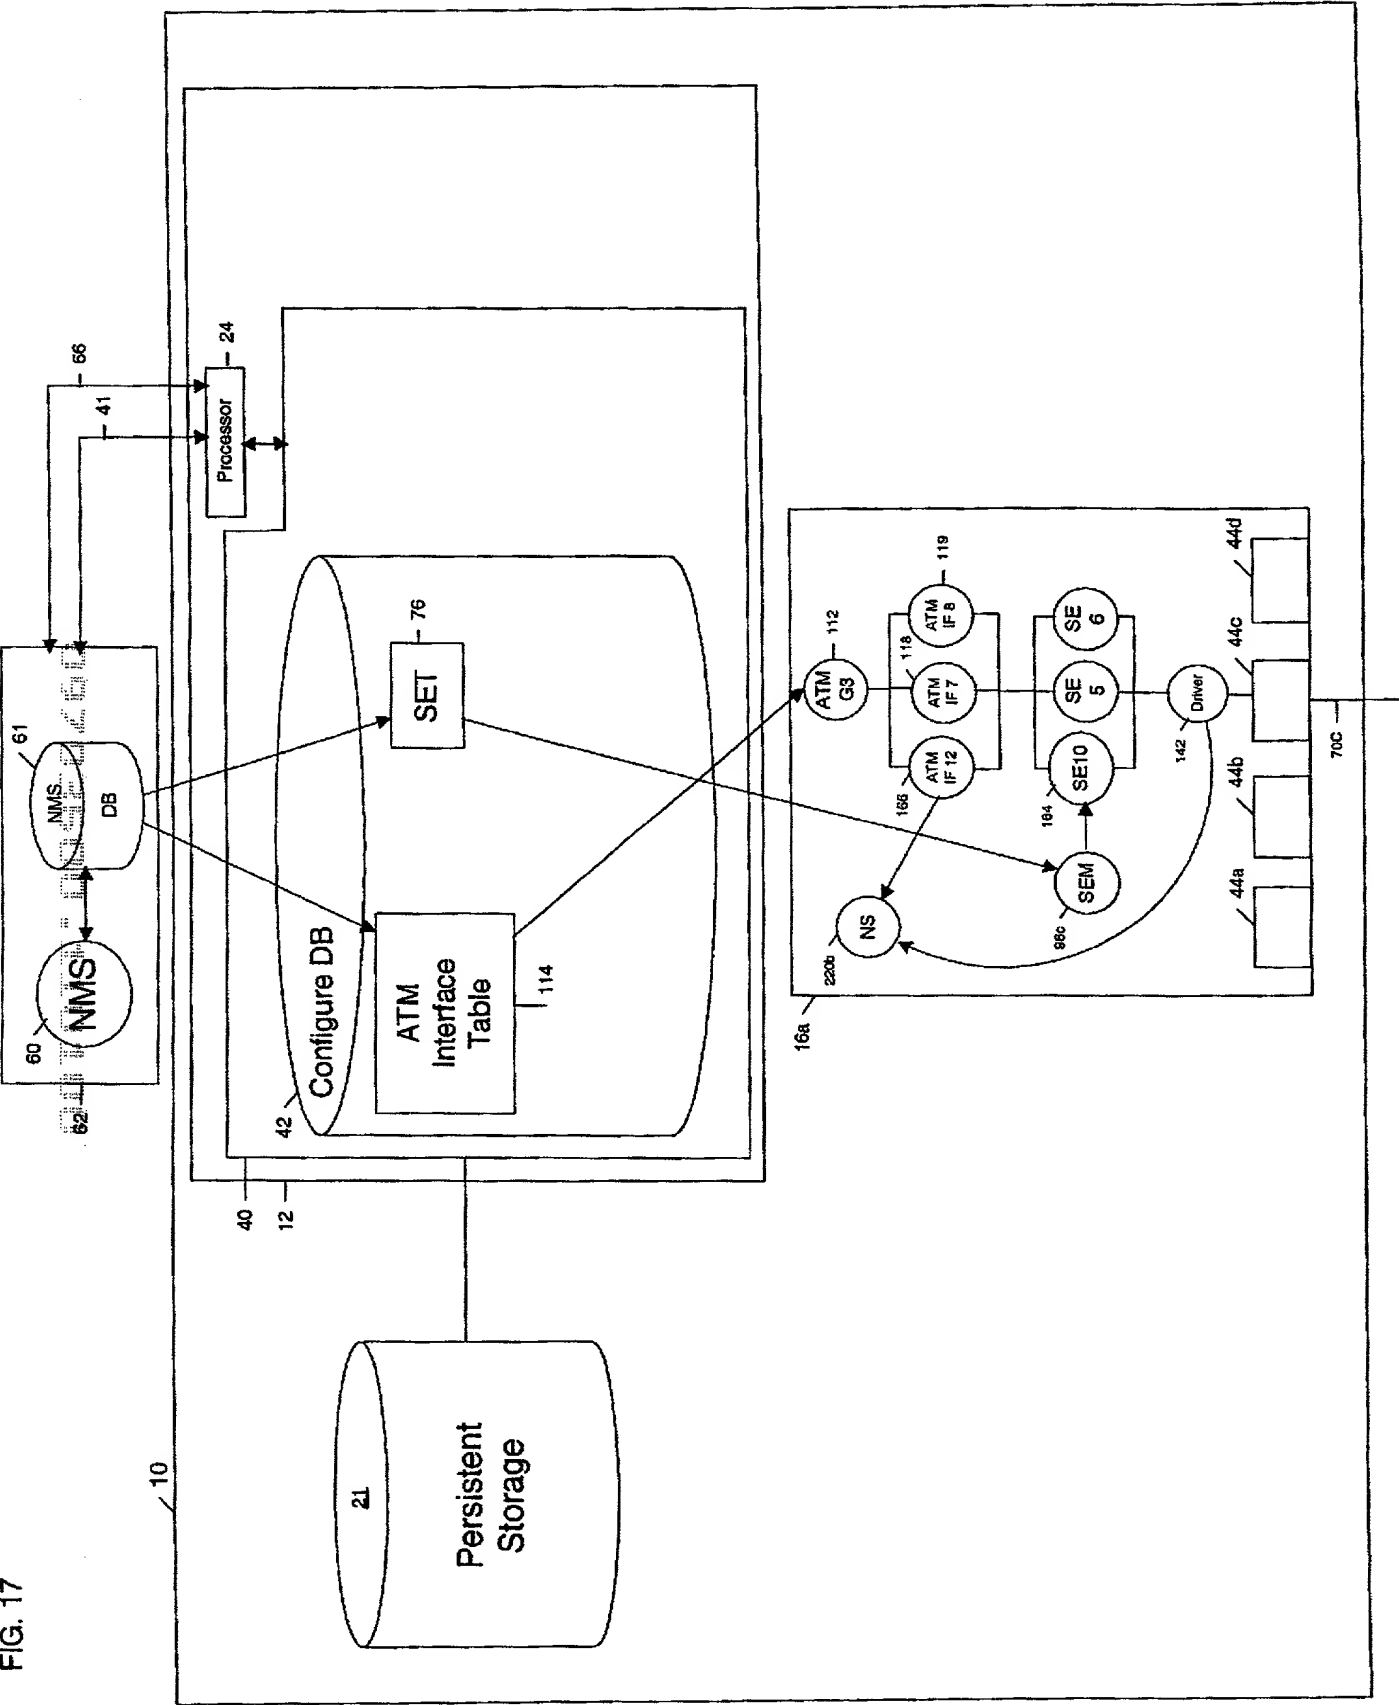 FIG. 17
10
21
Persistent
Storage
62
60
NMS
61
NMS
DB
66
41
Processor
24
40
12
42
Configure DB
ATM
Interface
Table
114
SET
76
16a
220b
NS
ATM
G3
112
166
ATM
IF 12
118
ATM
IF 7
ATM
IF 8
119
96c
SEM
164
SE10
SE
5
SE
6
142
Driver
44a
44b
44c
44d
70C